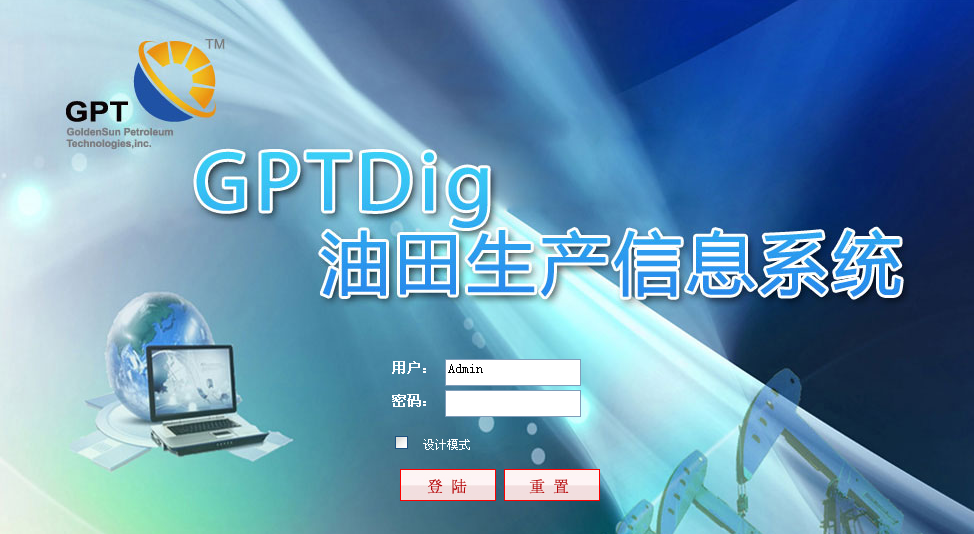 TM
GPT
GoldenSun Petroleum
Technologies,inc.
GPTDig
油田生产信息系统
用户： Admin
密码：
设计模式
登 陆 重 置